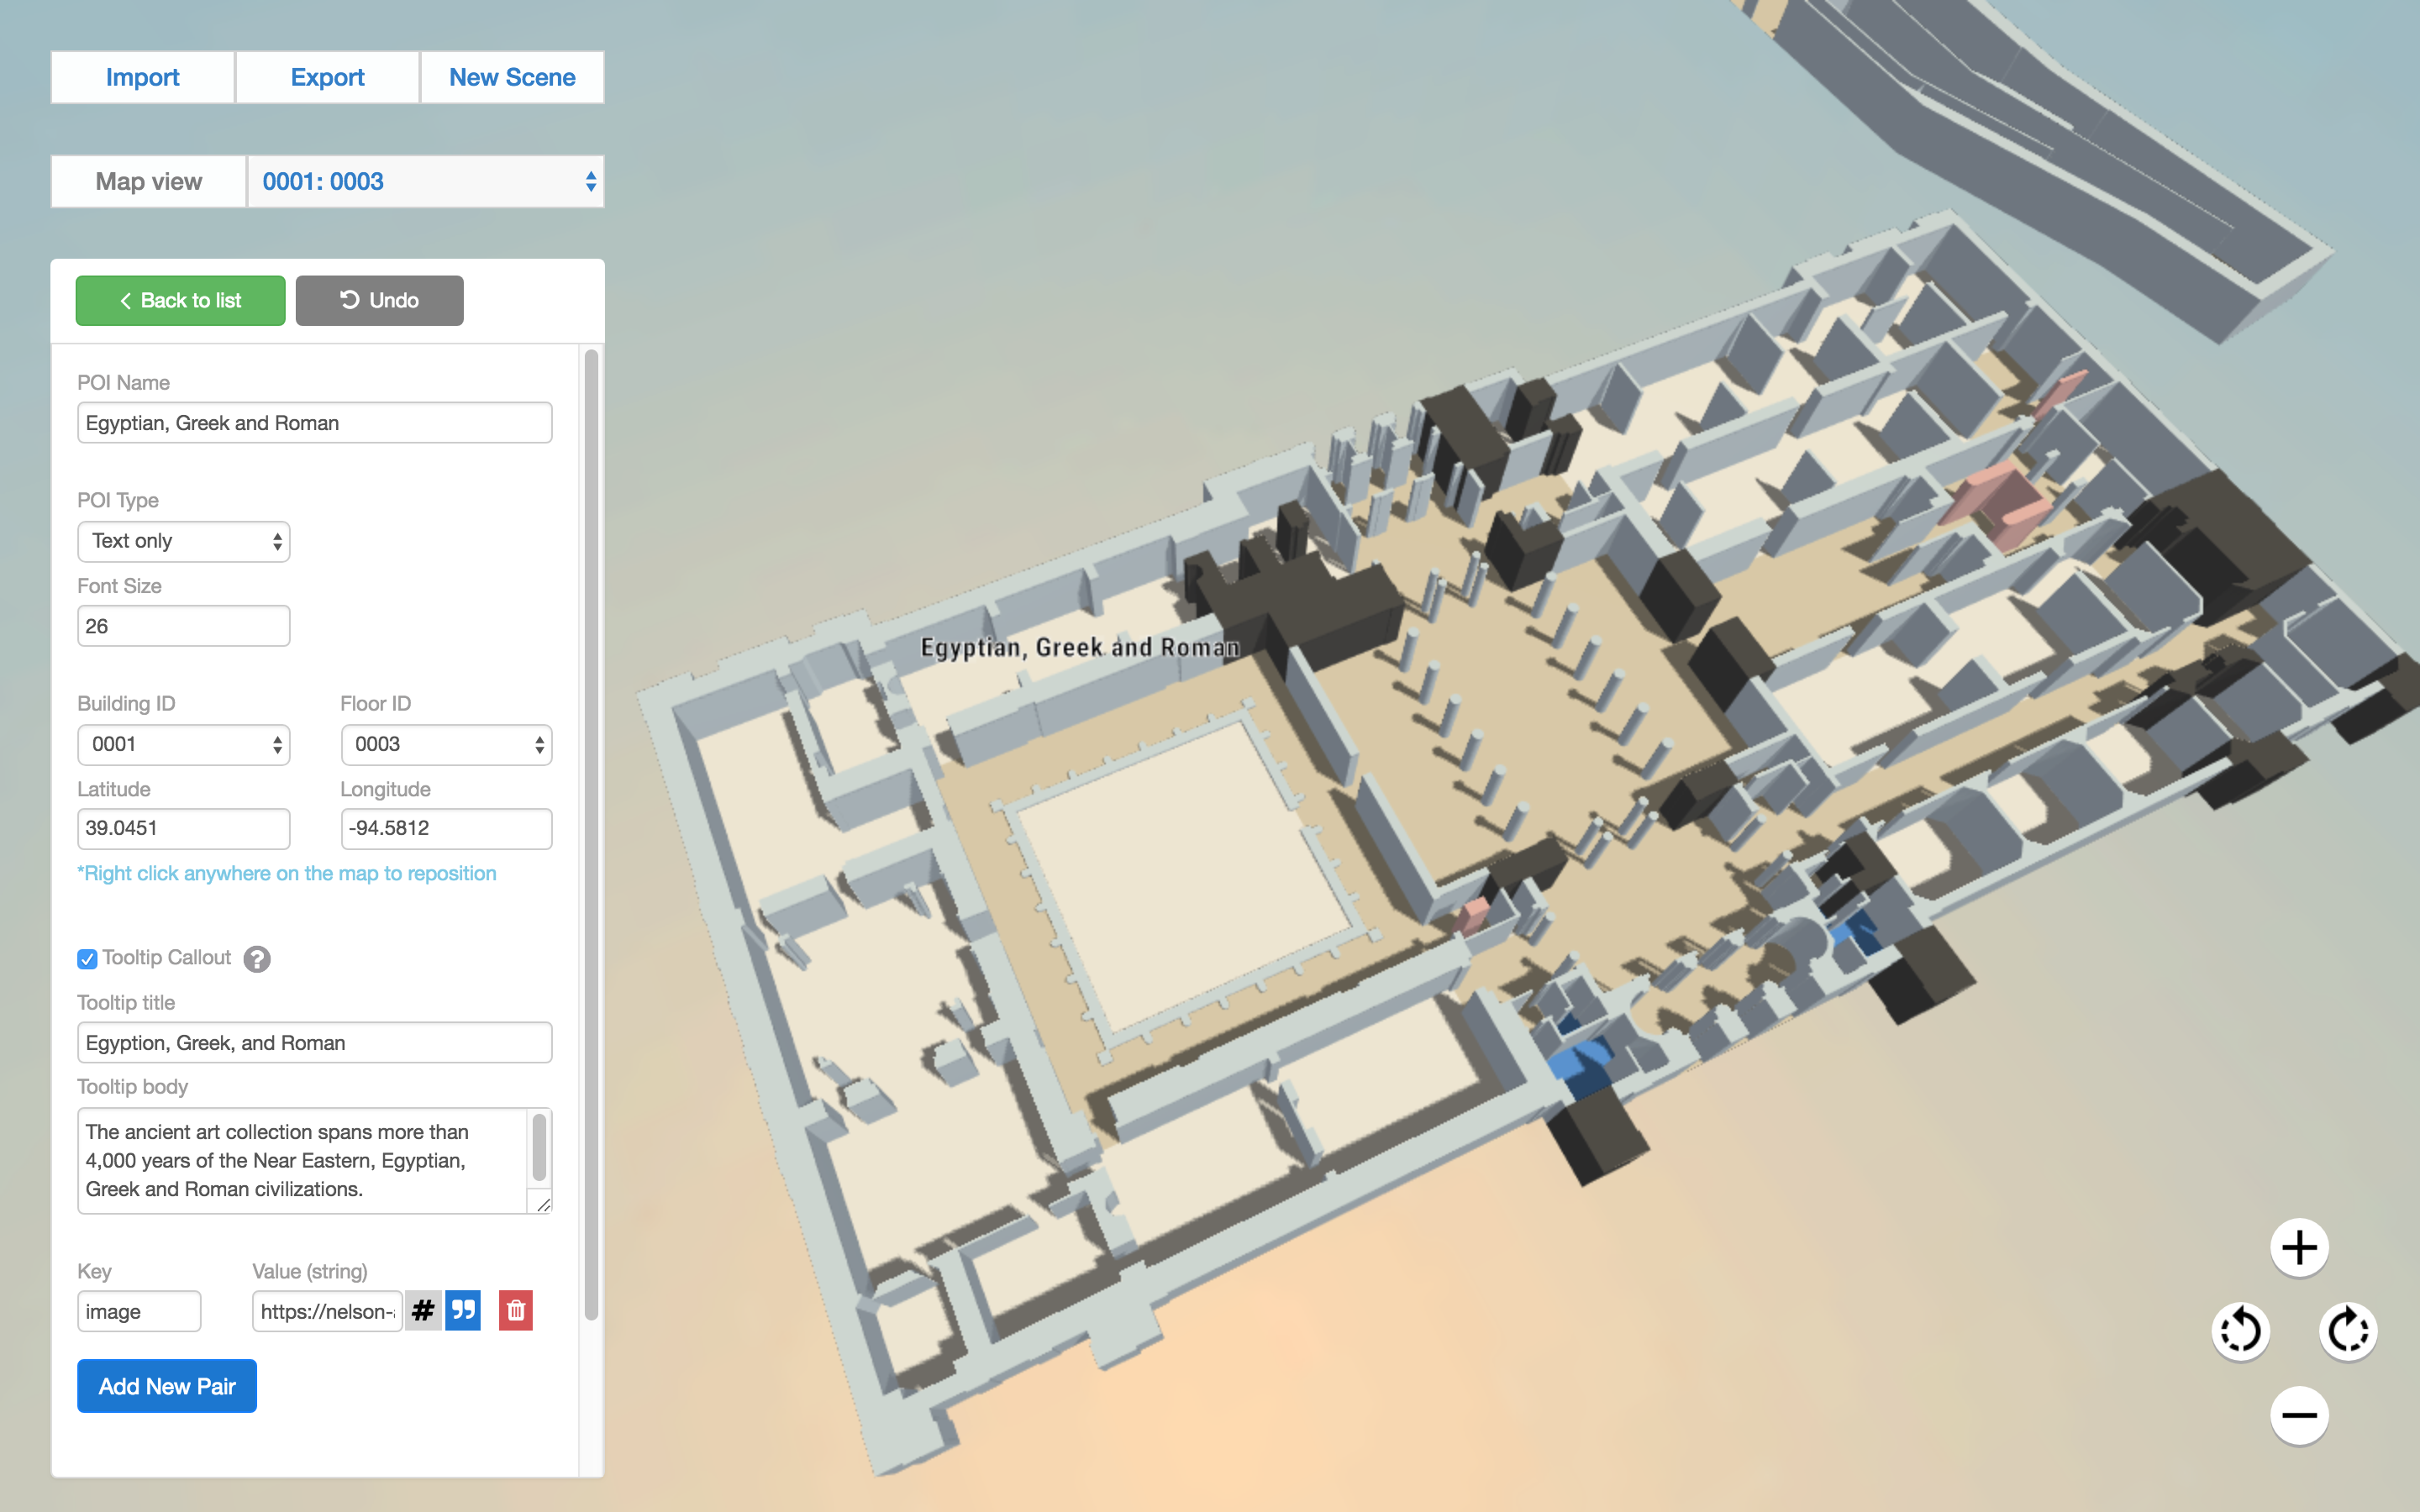 Import Export New Scene
Map view 0001: 0003
Back to list Undo
POI Name
Egyptian, Greek and Roman
POI Type
Text only
Font Size
26
Building ID Floor ID
0001 0003
Latitude Longitude
39.0451 -94.5812
*Right click anywhere on the map to reposition
Tooltip Callout ?
Tooltip title
Egyption, Greek, and Roman
Tooltip body
The ancient art collection spans more than
4,000 years of the Near Eastern, Egyptian,
Greek and Roman civilizations.
Key Value (string)
image https://nelson- #
Add New Pair
Egyptian, Greek and Roman